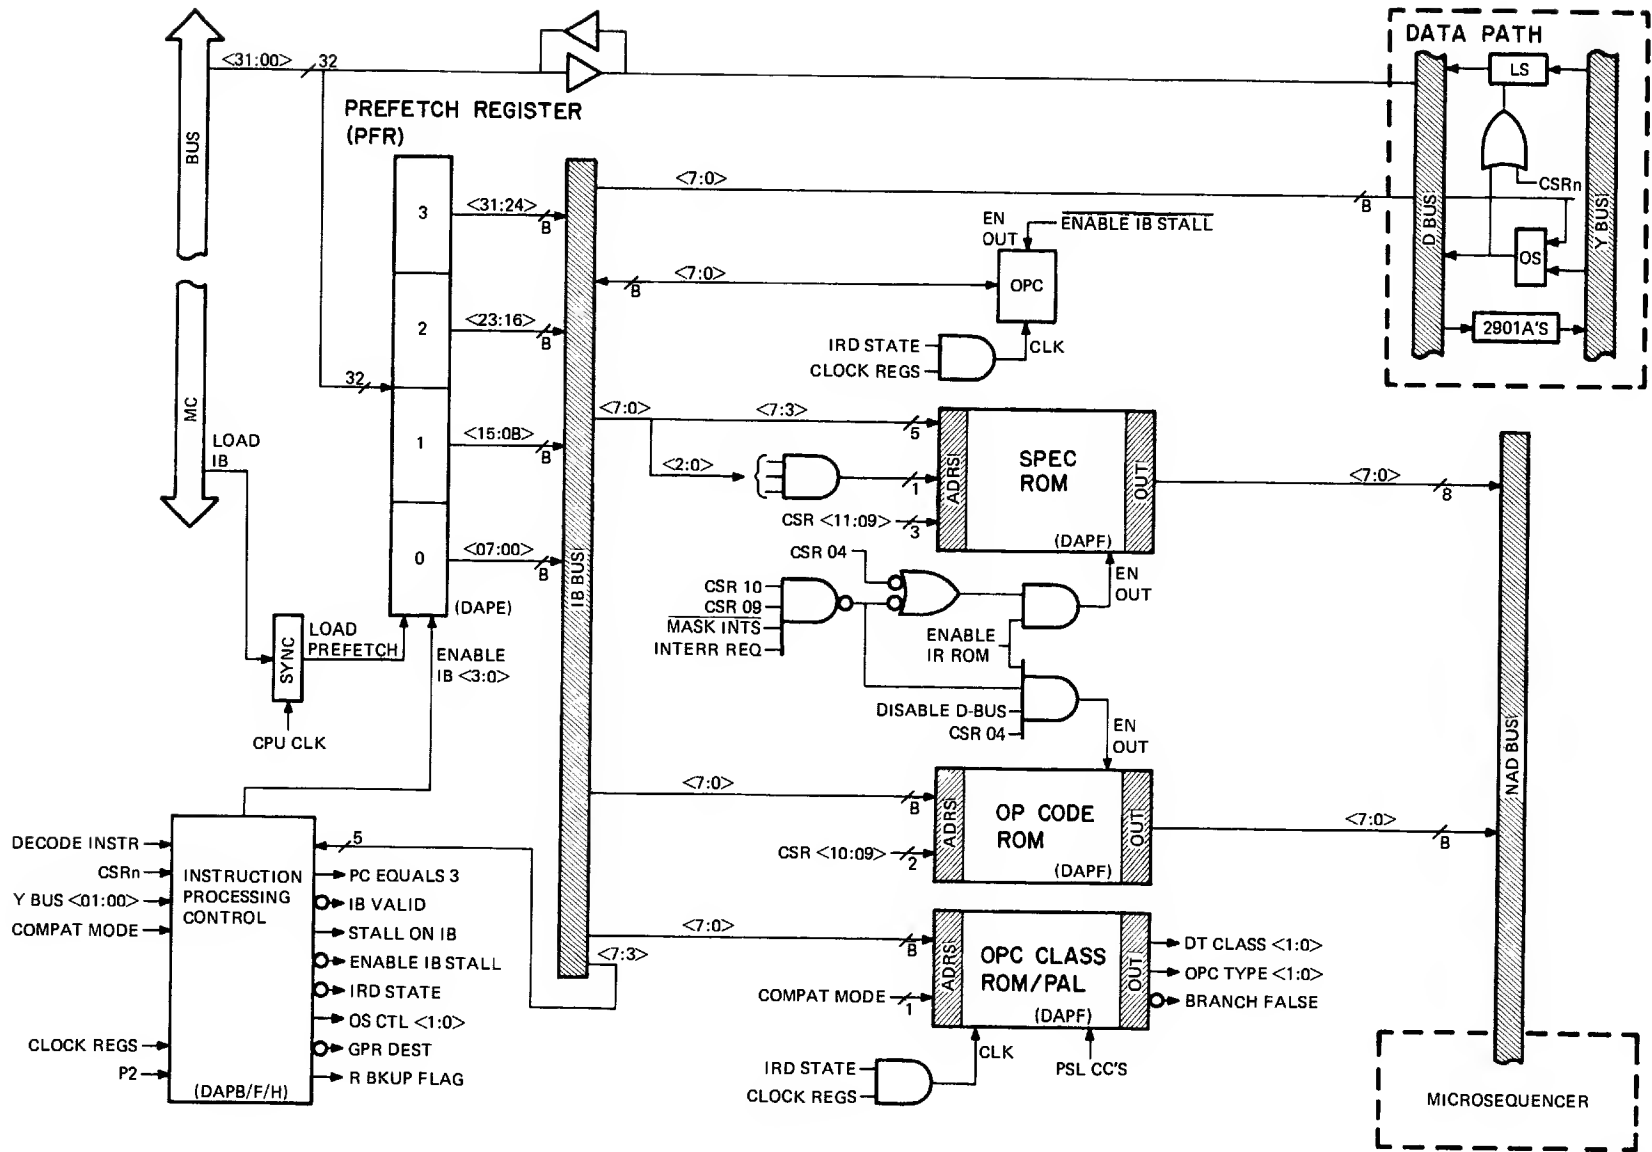 <31:00>
32
BUS
MC
LOAD
IB
PREFETCH REGISTER
(PFR)
3
2
1
0
32
<31:24>
B
<23:16>
B
<15:0B>
B
<07:00>
B
(DAPE)
SYNC
LOAD
PREFETCH
ENABLE
IB <3:0>
CPU CLK
IB BUS
<7:0>
B
EN
OUT
ENABLE IB STALL
<7:0>
B
OPC
IRD STATE
CLOCK REGS
CLK
DATA PATH
D BUS
LS
CSRn
OS
2901A'S
Y BUS
<7:0>
<7:3>
5
<2:0>
1
CSR <11:09>
3
ADRS
SPEC
ROM
(DAPF)
OUT
<7:0>
8
CSR 04
CSR 10
CSR 09
MASK INTS
INTERR REQ
ENABLE
IR ROM
EN
OUT
DISABLE D-BUS
CSR 04
EN
OUT
<7:0>
B
CSR <10:09>
2
ADRS
OP CODE
ROM
(DAPF)
OUT
<7:0>
B
NAD BUS
<7:0>
B
<7:3>
COMPAT MODE
1
ADRS
OPC CLASS
ROM/PAL
(DAPF)
OUT
DT CLASS <1:0>
OPC TYPE <1:0>
BRANCH FALSE
IRD STATE
CLOCK REGS
CLK
PSL CC'S
MICROSEQUENCER
DECODE INSTR
CSRn
Y BUS <01:00>
COMPAT MODE
CLOCK REGS
P2
INSTRUCTION
PROCESSING
CONTROL
(DAPB/F/H)
5
PC EQUALS 3
IB VALID
STALL ON IB
ENABLE IB STALL
IRD STATE
OS CTL <1:0>
GPR DEST
R BKUP FLAG